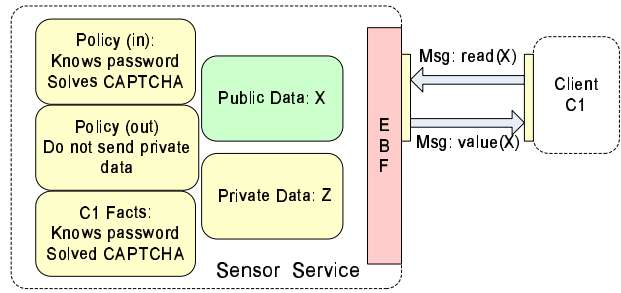 Policy (in):
Knows password
Solves CAPTCHA
Policy (out)
Do not send private
data
C1 Facts:
Knows password
Solved CAPTCHA
Public Data: X
Private Data: Z
Sensor Service
E
B
F
Msg: read(X)
Msg: value(X)
Client
C1